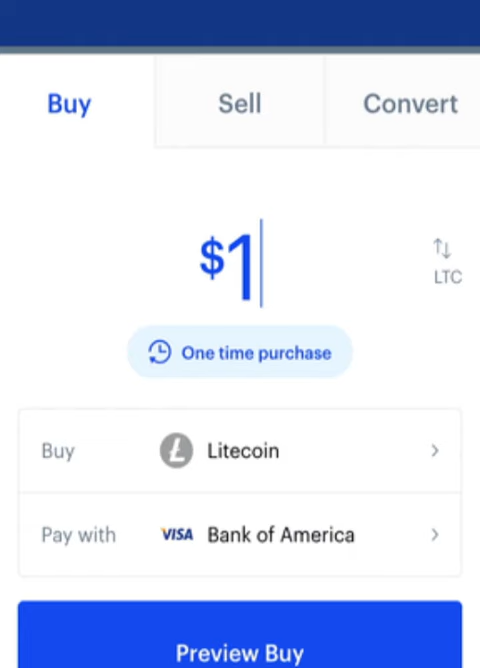 Buy Sell Convert
$1
LTC
One time purchase
Buy Litecoin
Pay with VISA Bank of America
Preview Buy